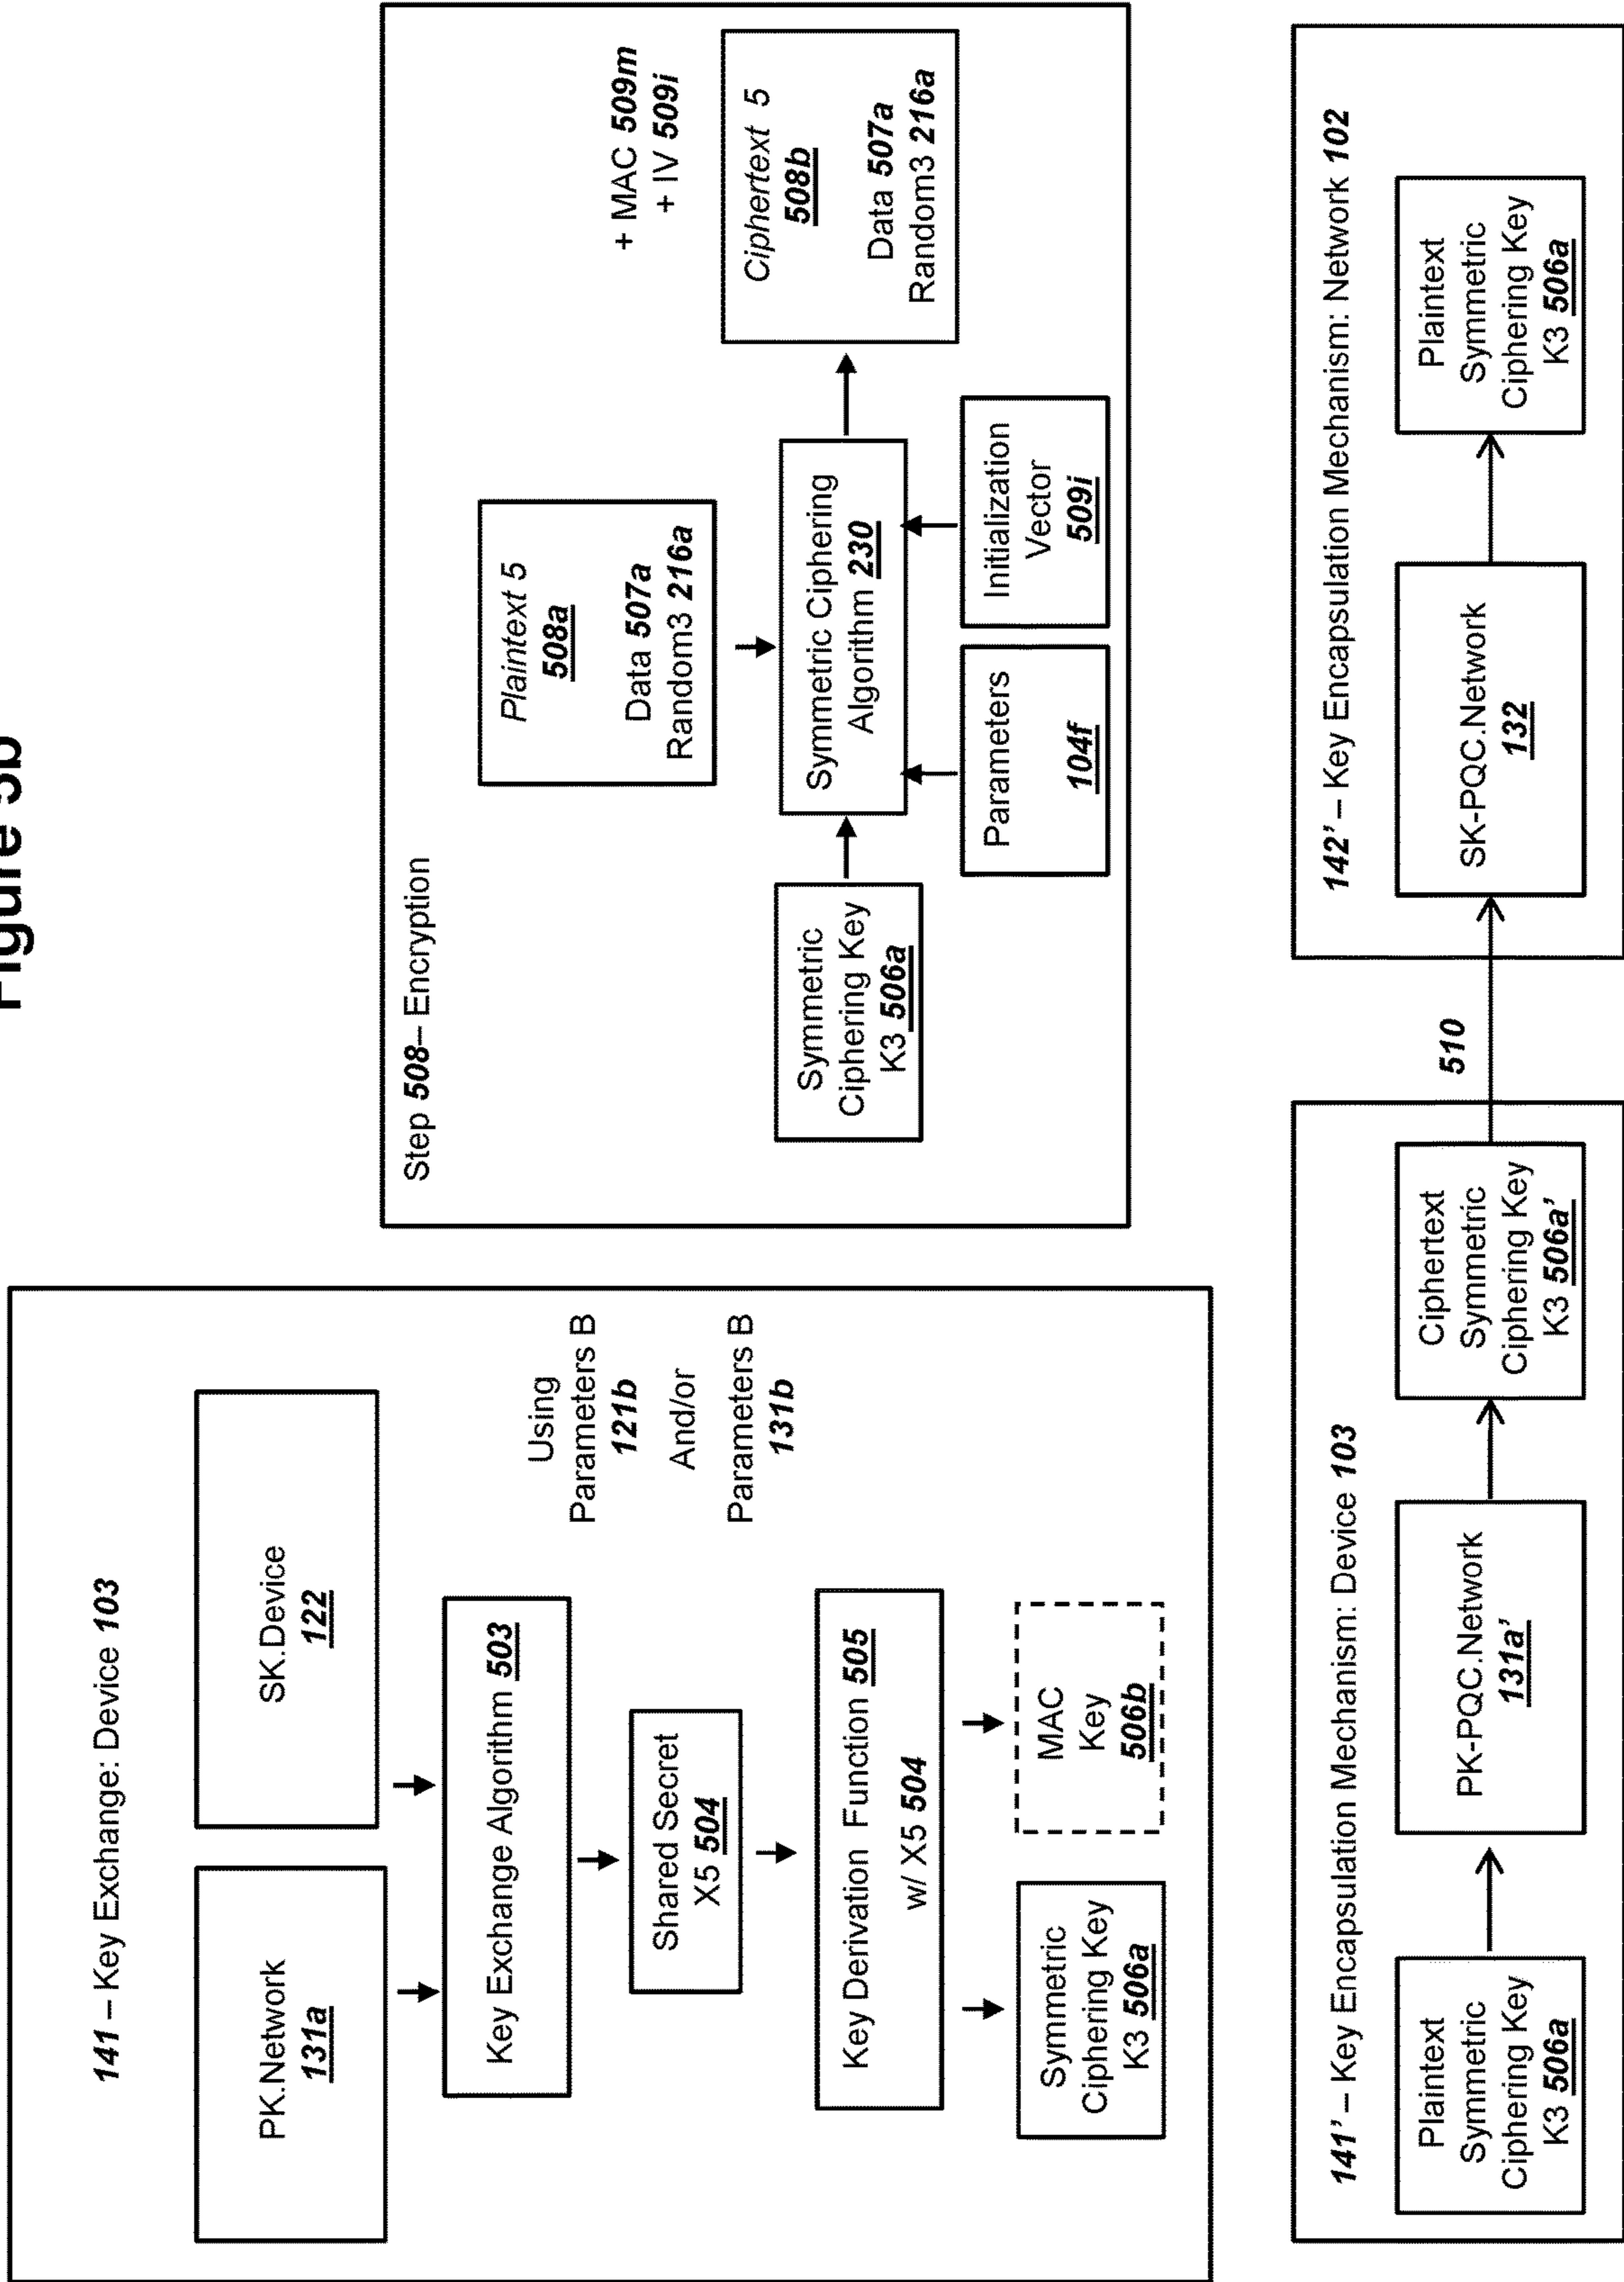 Figure 5b
141 – Key Exchange: Device 103
PK.Network
131a
SK.Device
122
Key Exchange Algorithm 503
Shared Secret
X5 504
Key Derivation Function 505
w/ X5 504
Symmetric
Ciphering Key
K3 506a
MAC
Key
506b
Using
Parameters B
121b
And/or
Parameters B
131b
Step 508– Encryption
Plaintext 5
508a
Data 507a
Random3 216a
Symmetric
Ciphering Key
K3 506a
Symmetric Ciphering
Algorithm 230
Parameters
104f
Initialization
Vector
509i
+ MAC 509m
+ IV 509i
Ciphertext 5
508b
Data 507a
Random3 216a
141’ – Key Encapsulation Mechanism: Device 103
Plaintext
Symmetric
Ciphering Key
K3 506a
PK-PQC.Network
131a’
Ciphertext
Symmetric
Ciphering Key
K3 506a’
510
142’ – Key Encapsulation Mechanism: Network 102
SK-PQC.Network
132
Plaintext
Symmetric
Ciphering Key
K3 506a